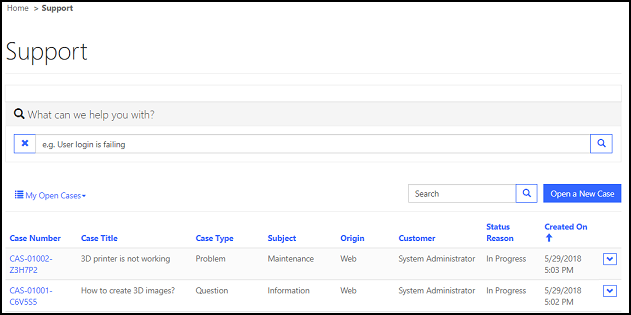 Home > Support
Support
What can we help you with?
e.g. User login is failing
My Open Cases
Search
Open a New Case
Case Number Case Title Case Type Subject Origin Customer Status Reason Created On
CAS-01002-Z3H7P2 3D printer is not working Problem Maintenance Web System Administrator In Progress 5/29/2018 5:03 PM
CAS-01001-C6V5S5 How to create 3D images? Question Information Web System Administrator In Progress 5/29/2018 5:02 PM